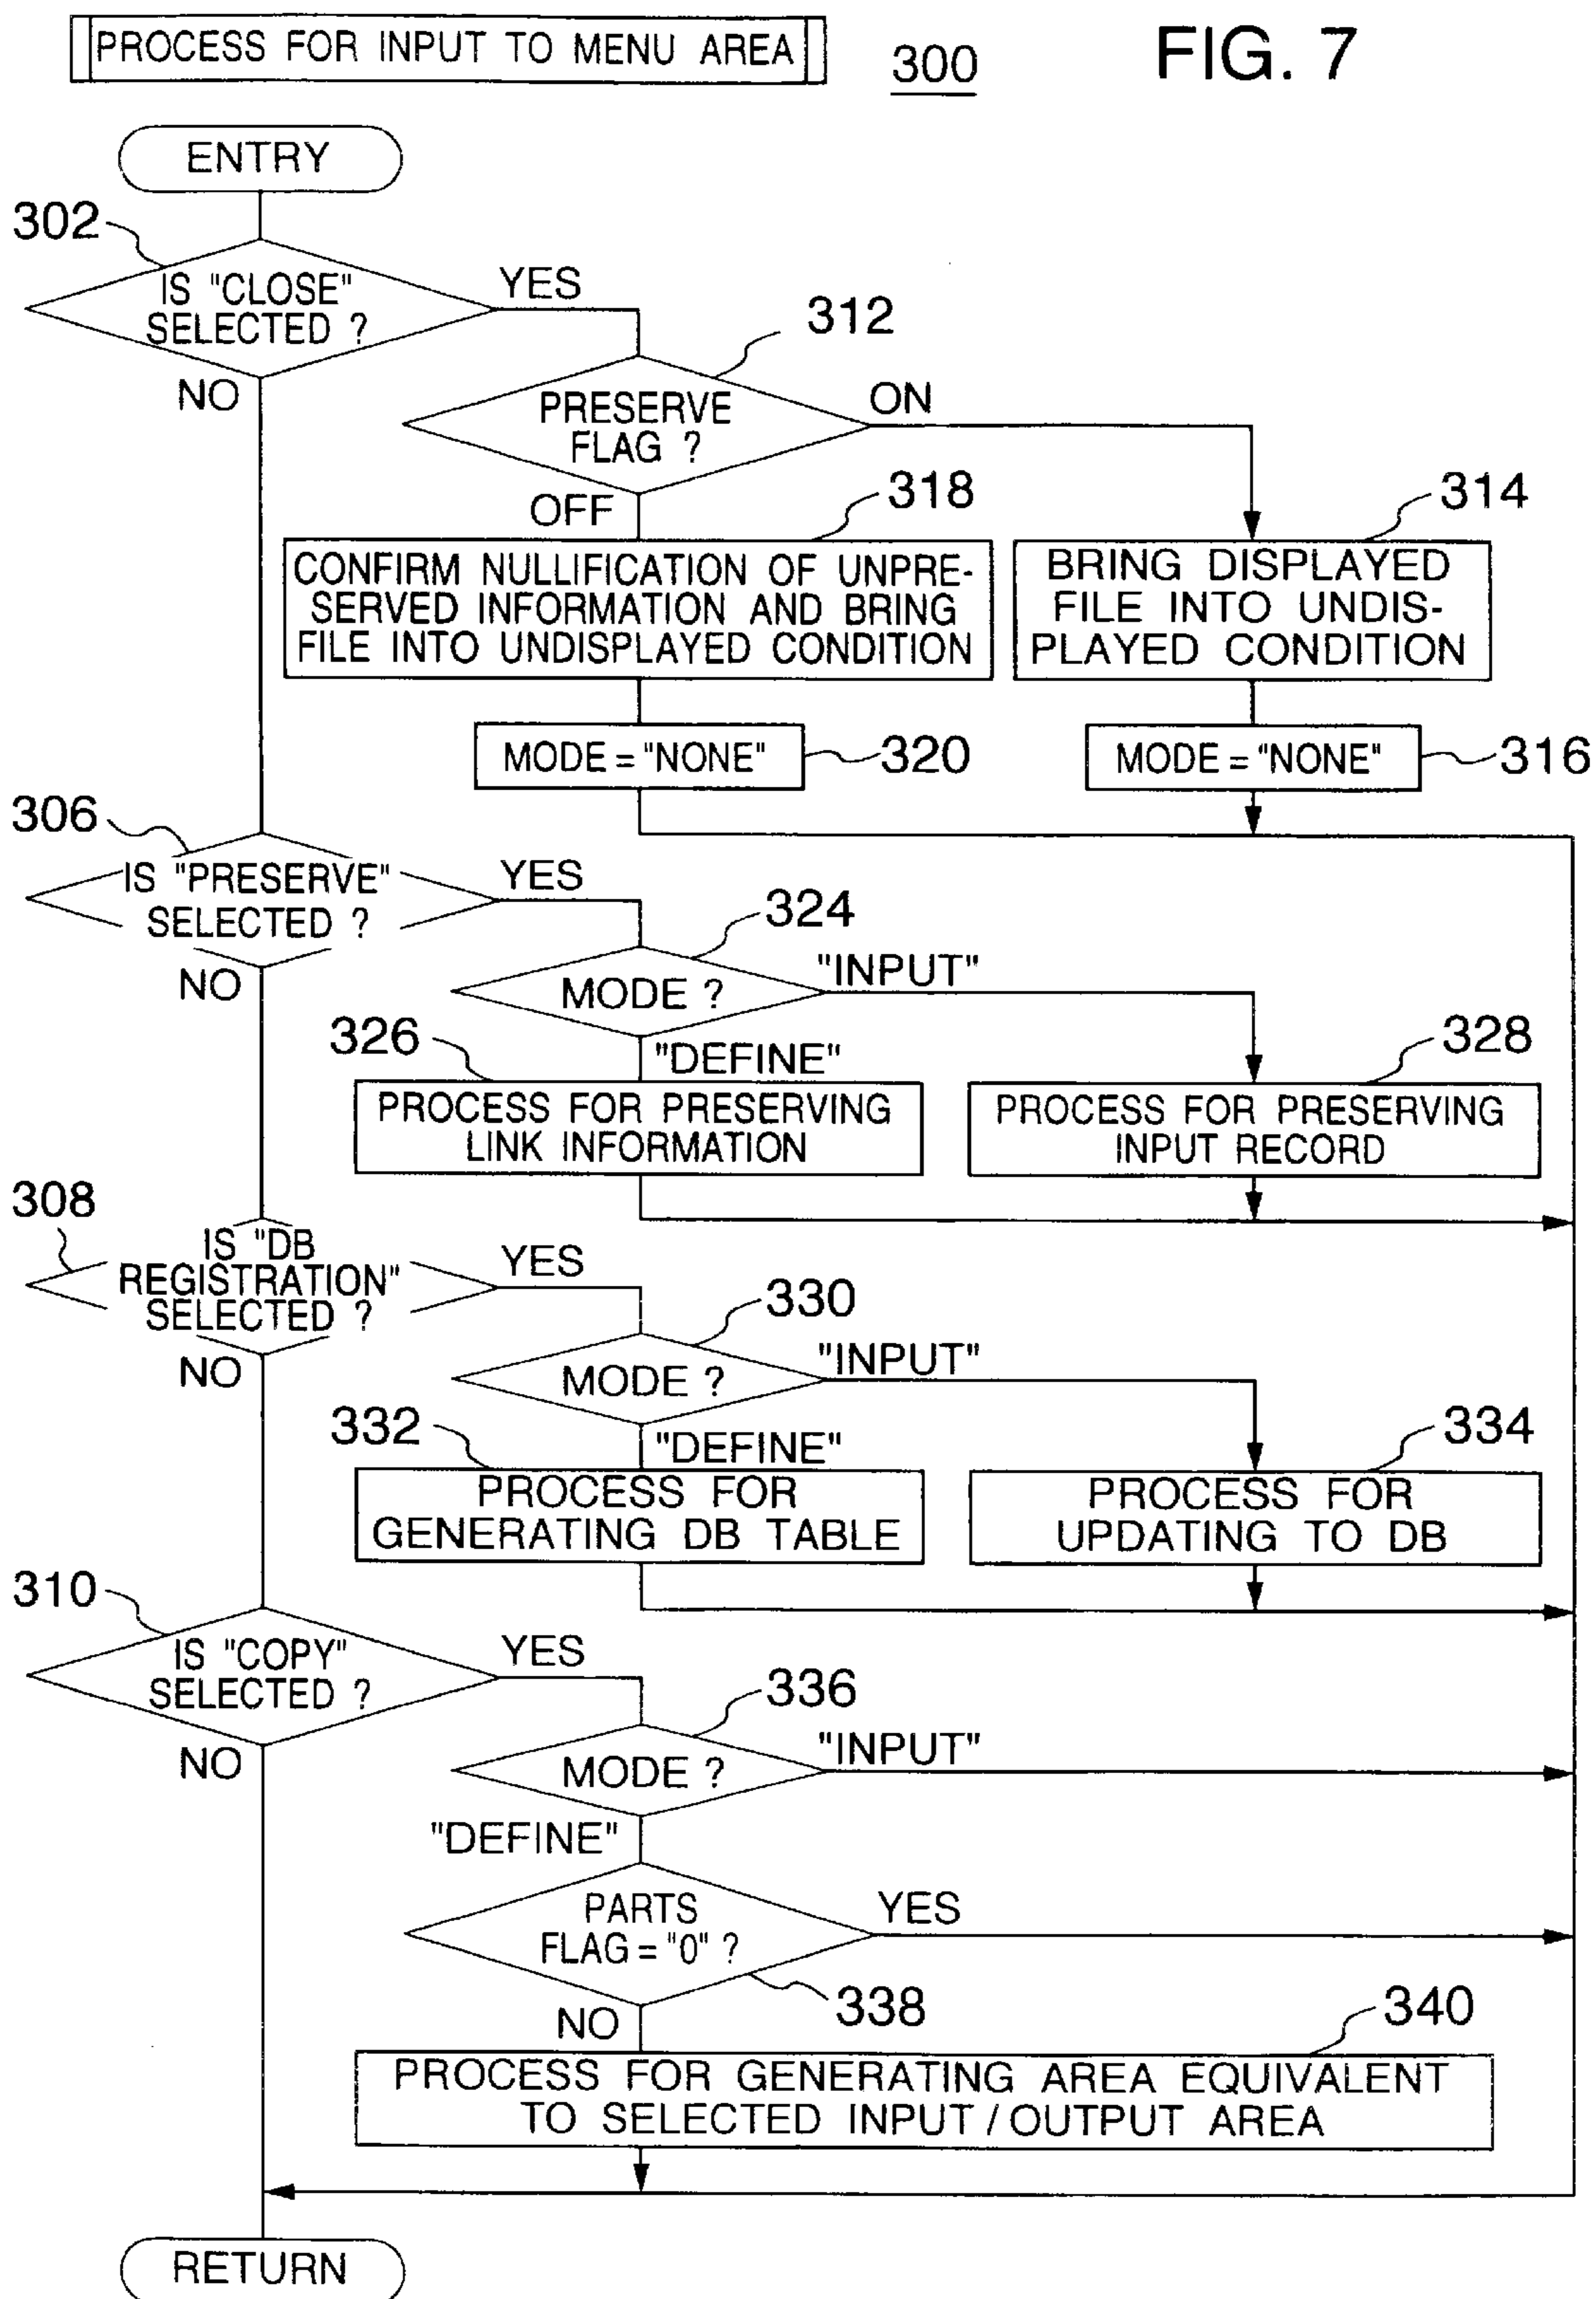 PROCESS FOR INPUT TO MENU AREA
300
FIG. 7
ENTRY
302
IS "CLOSE"
SELECTED ?
YES
NO
312
PRESERVE
FLAG ?
ON
OFF
318
CONFIRM NULLIFICATION OF UNPRE-
SERVED INFORMATION AND BRING
FILE INTO UNDISPLAYED CONDITION
314
BRING DISPLAYED
FILE INTO UNDIS-
PLAYED CONDITION
MODE = "NONE"
320
MODE = "NONE"
316
306
IS "PRESERVE"
SELECTED ?
YES
NO
324
MODE ?
"INPUT"
"DEFINE"
326
PROCESS FOR PRESERVING
LINK INFORMATION
328
PROCESS FOR PRESERVING
INPUT RECORD
308
IS "DB
REGISTRATION"
SELECTED ?
YES
NO
330
MODE ?
"INPUT"
"DEFINE"
332
PROCESS FOR
GENERATING DB TABLE
334
PROCESS FOR
UPDATING TO DB
310
IS "COPY"
SELECTED ?
YES
NO
336
MODE ?
"INPUT"
"DEFINE"
PARTS
FLAG = "0" ?
YES
338
NO
340
PROCESS FOR GENERATING AREA EQUIVALENT
TO SELECTED INPUT / OUTPUT AREA
RETURN